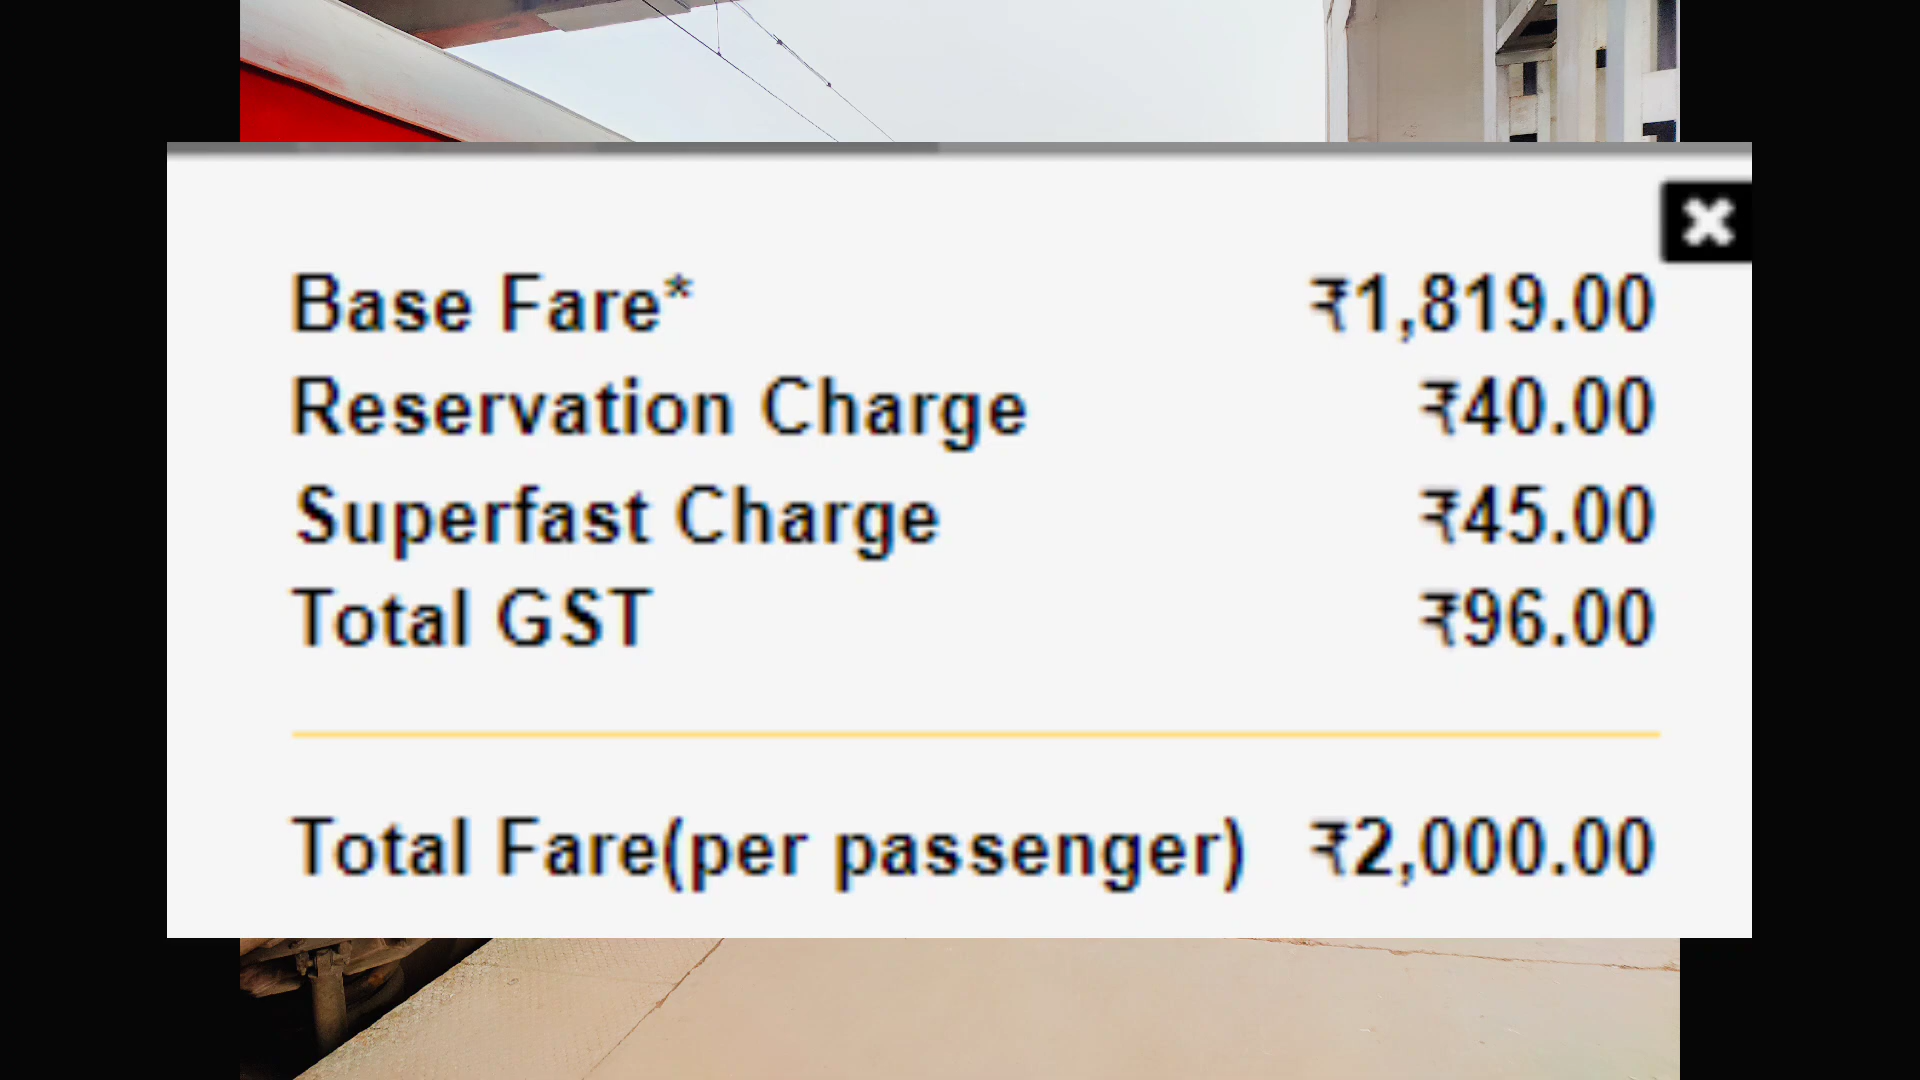 Base Fare* ₹1,819.00
Reservation Charge ₹40.00
Superfast Charge ₹45.00
Total GST ₹96.00
Total Fare(per passenger) ₹2,000.00